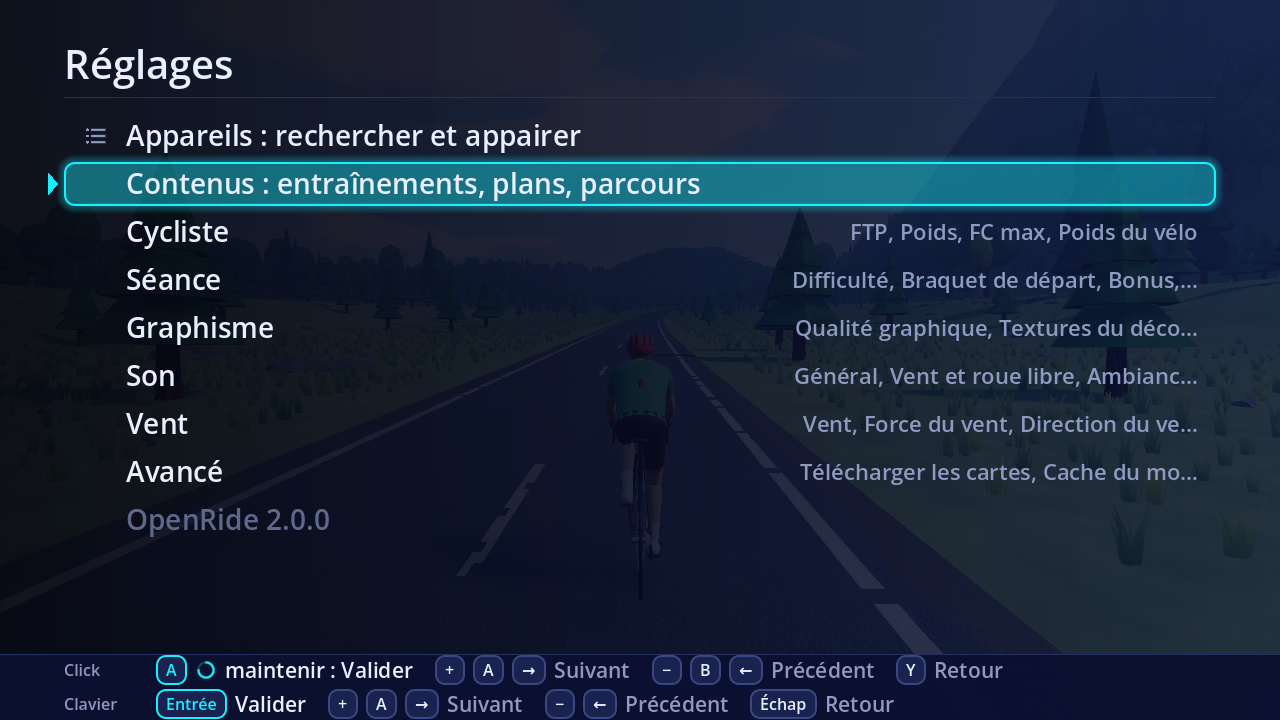 Réglages
Appareils : rechercher et appairer
Contenus : entraînements, plans, parcours
Cycliste FTP, Poids, FC max, Poids du vélo
Séance Difficulté, Braquet de départ, Bonus,...
Graphisme Qualité graphique, Textures du déco...
Son Général, Vent et roue libre, Ambianc...
Vent Vent, Force du vent, Direction du ve...
Avancé Télécharger les cartes, Cache du mo...
OpenRide 2.0.0
Click A maintenir : Valider + A → Suivant − B ← Précédent Y Retour
Clavier Entrée Valider + A → Suivant − ← Précédent Échap Retour